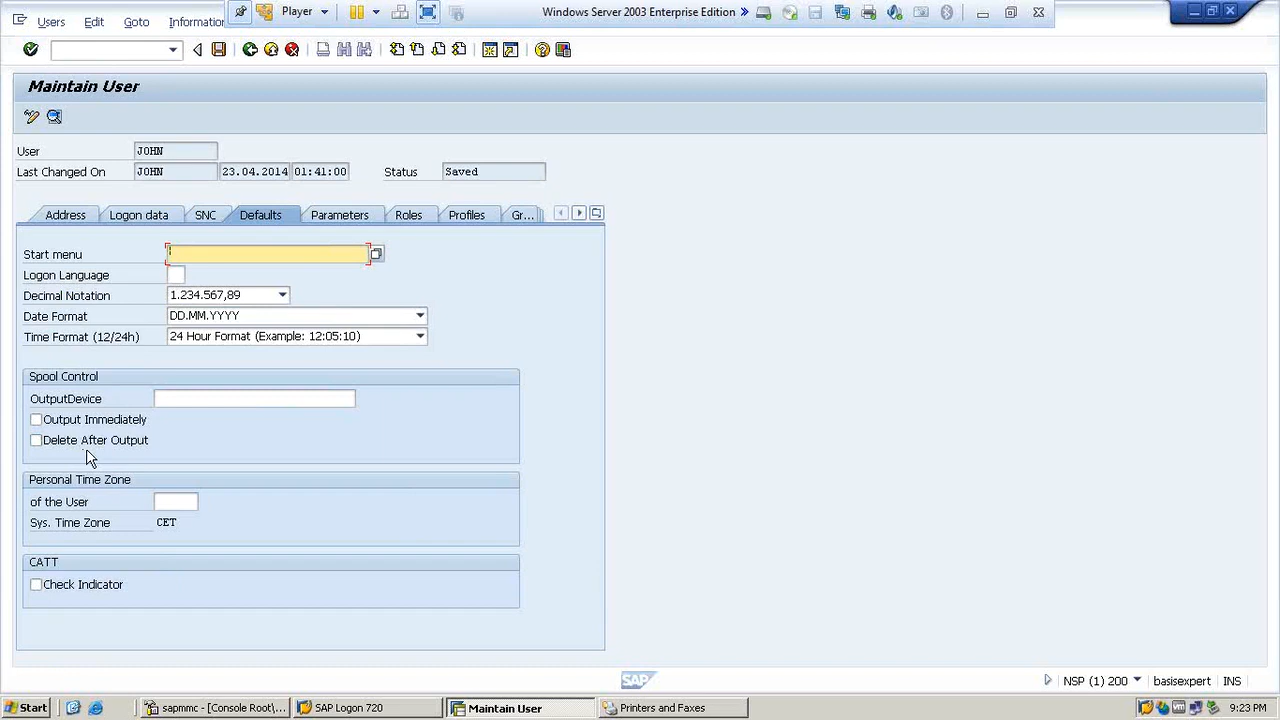 Users Edit Goto Information Player Windows Server 2003 Enterprise Edition »
Maintain User
User JOHN
Last Changed On JOHN 23.04.2014 01:41:00 Status Saved
Address Logon data SNC Defaults Parameters Roles Profiles Gr...
Start menu
Logon Language
Decimal Notation 1.234.567,89
Date Format DD.MM.YYYY
Time Format (12/24h) 24 Hour Format (Example: 12:05:10)
Spool Control
OutputDevice
Output Immediately
Delete After Output
Personal Time Zone
of the User
Sys. Time Zone CET
CATT
Check Indicator
SAP NSP (1) 200 basisexpert INS
Start sapmmc - [Console Root\... SAP Logon 720 Maintain User Printers and Faxes 9:23 PM